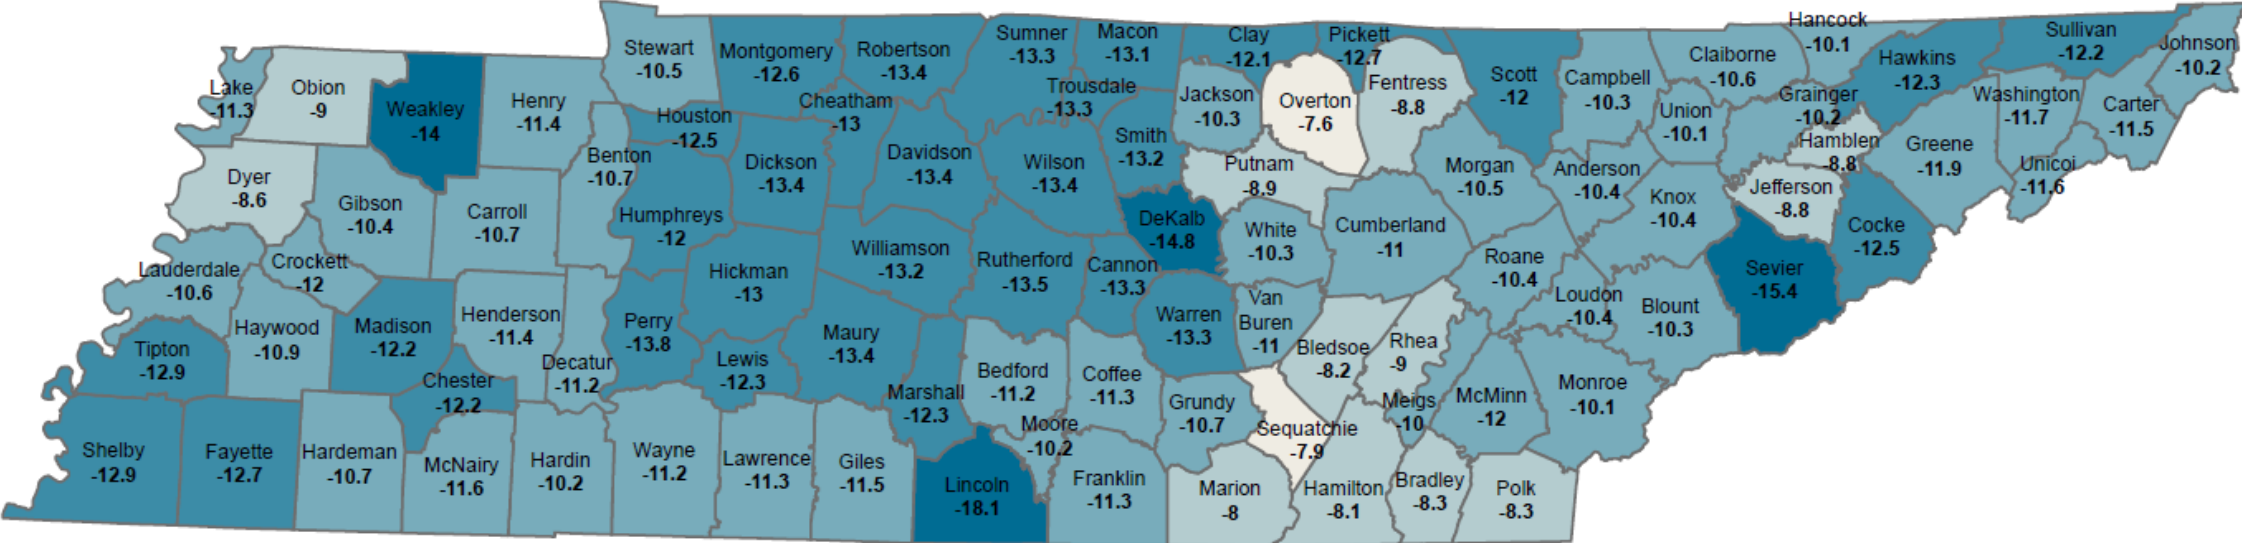 Hancock
-10.1
Stewart
-10.5
Montgomery
-12.6
Robertson
-13.4
Sumner
-13.3
Macon
-13.1
Clay
-12.1
Pickett
-12.7
Sullivan
-12.2
Johnson
-10.2
Lake
-11.3
Obion
-9
Weakley
-14
Henry
-11.4
Houston
-12.5
Cheatham
-13
Trousdale
-13.3
Jackson
-10.3
Overton
-7.6
Fentress
-8.8
Scott
-12
Campbell
-10.3
Claiborne
-10.6
Union
-10.1
Grainger
-10.2
Hawkins
-12.3
Hamblen
-8.8
Greene
-11.9
Washington
-11.7
Carter
-11.5
Unicoi
-11.6
Dyer
-8.6
Gibson
-10.4
Carroll
-10.7
Benton
-10.7
Humphreys
-12
Dickson
-13.4
Davidson
-13.4
Wilson
-13.4
Smith
-13.2
Putnam
-8.9
DeKalb
-14.8
White
-10.3
Cumberland
-11
Morgan
-10.5
Anderson
-10.4
Knox
-10.4
Jefferson
-8.8
Cocke
-12.5
Sevier
-15.4
Lauderdale
-10.6
Crockett
-12
Haywood
-10.9
Madison
-12.2
Henderson
-11.4
Decatur
-11.2
Perry
-13.8
Hickman
-13
Williamson
-13.2
Rutherford
-13.5
Cannon
-13.3
Warren
-13.3
Van
Buren
-11
Bledsoe
-8.2
Rhea
-9
Roane
-10.4
Loudon
-10.4
Blount
-10.3
Tipton
-12.9
Chester
-12.2
Lewis
-12.3
Maury
-13.4
Marshall
-12.3
Bedford
-11.2
Coffee
-11.3
Grundy
-10.7
Sequatchie
-7.9
Meigs
-10
McMinn
-12
Monroe
-10.1
Shelby
-12.9
Fayette
-12.7
Hardeman
-10.7
McNairy
-11.6
Hardin
-10.2
Wayne
-11.2
Lawrence
-11.3
Giles
-11.5
Lincoln
-18.1
Moore
-10.2
Franklin
-11.3
Marion
-8
Hamilton
-8.1
Bradley
-8.3
Polk
-8.3